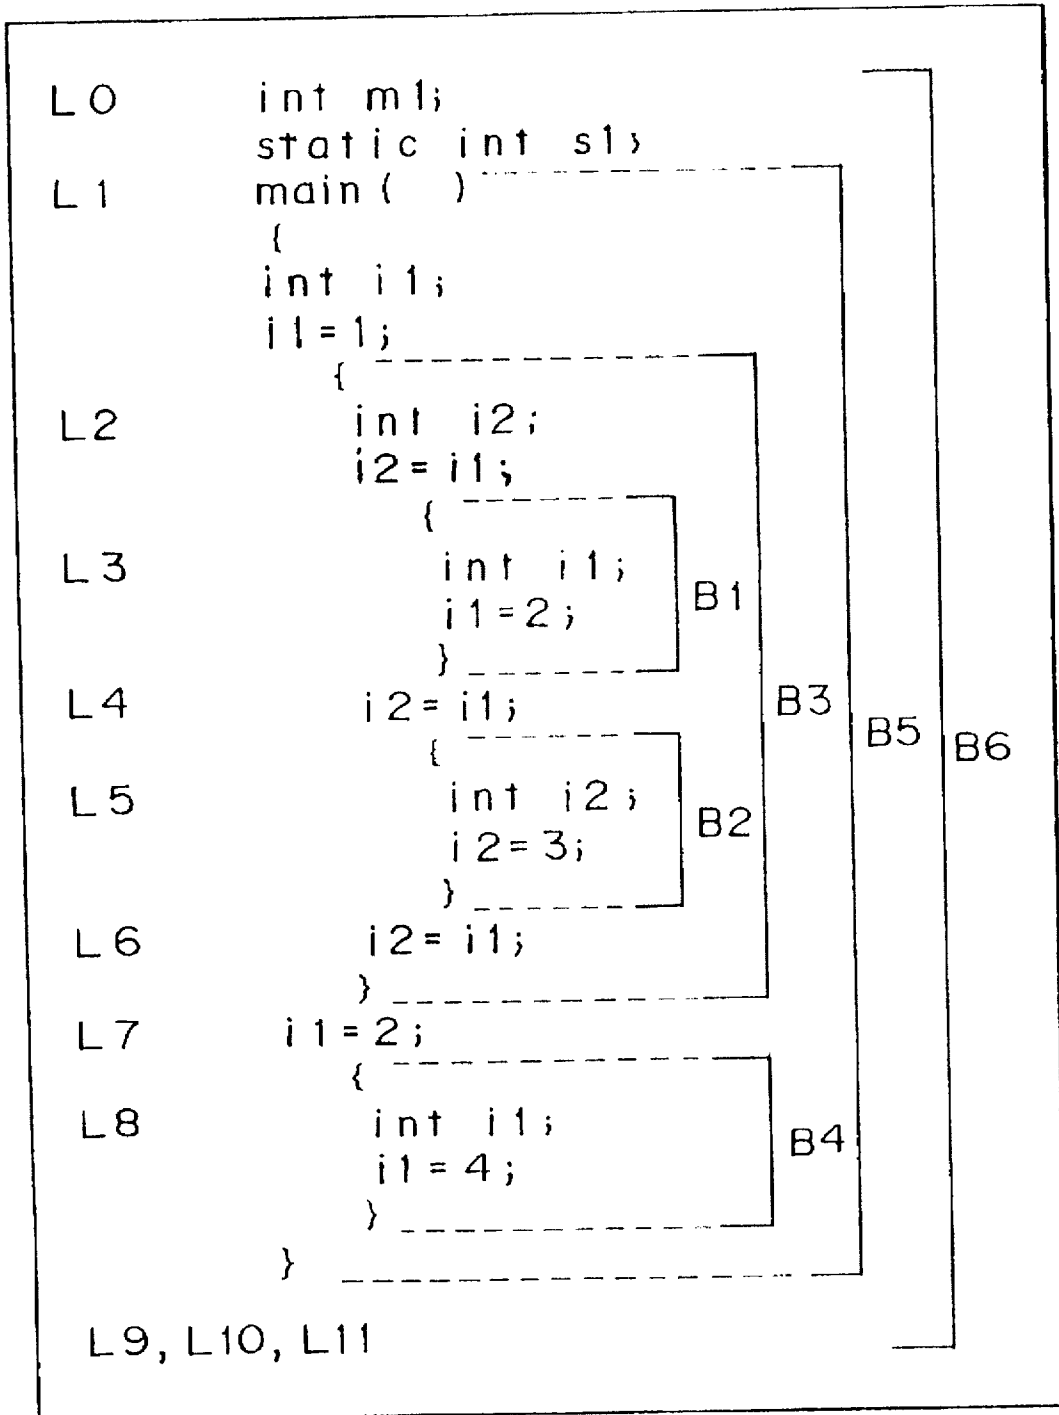 L0 int m1;
static int s1;
L1 main( )
{
int i1;
i1=1;
{
L2 int i2;
i2=i1;
{
L3 int i1;
i1=2; B1
}
L4 i2=i1; B3
B5 B6
{
L5 int i2;
i2=3; B2
}
L6 i2=i1;
}
L7 i1=2;
{
L8 int i1;
i1=4; B4
}
}
L9, L10, L11